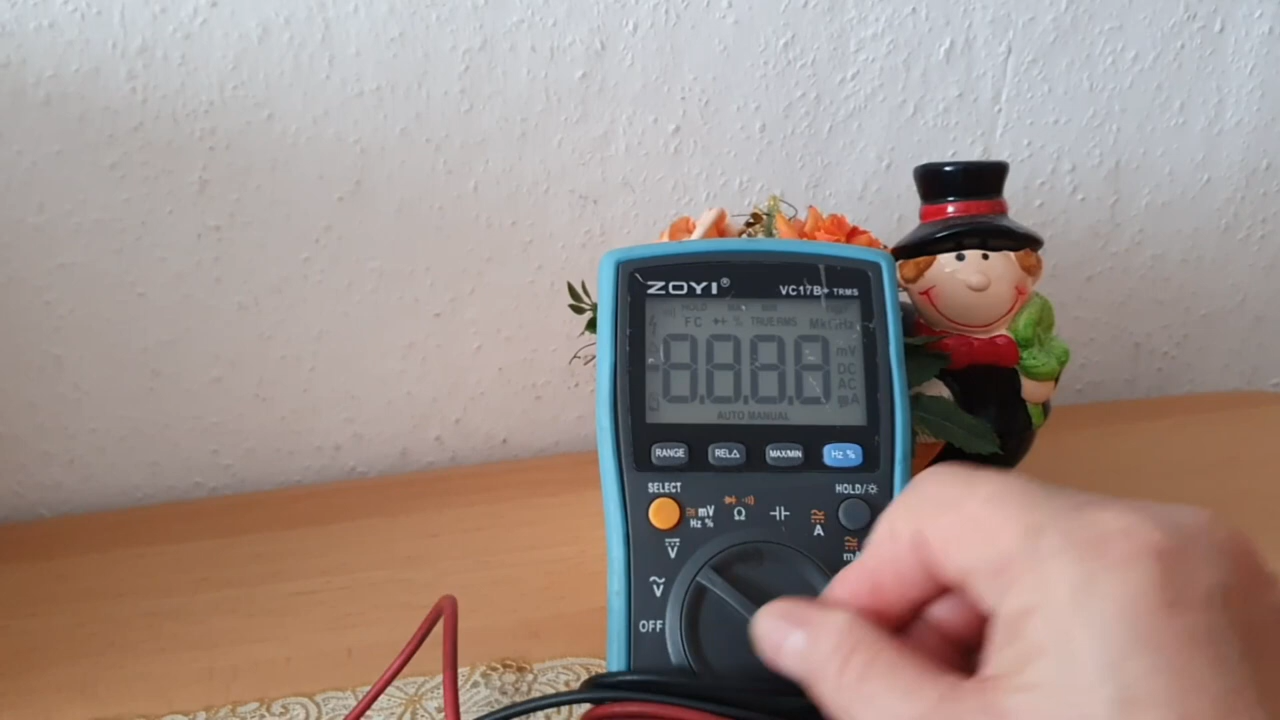 ZOYI®
VC17B+ TRMS
HOLD
FC % TRUE RMS
8.8.8.8
mV
DC
AC
AUTO MANUAL
RANGE
RELΔ
MAX/MIN
Hz %
SELECT
HOLD/
mV
Hz %
Ω
A
V
V
OFF